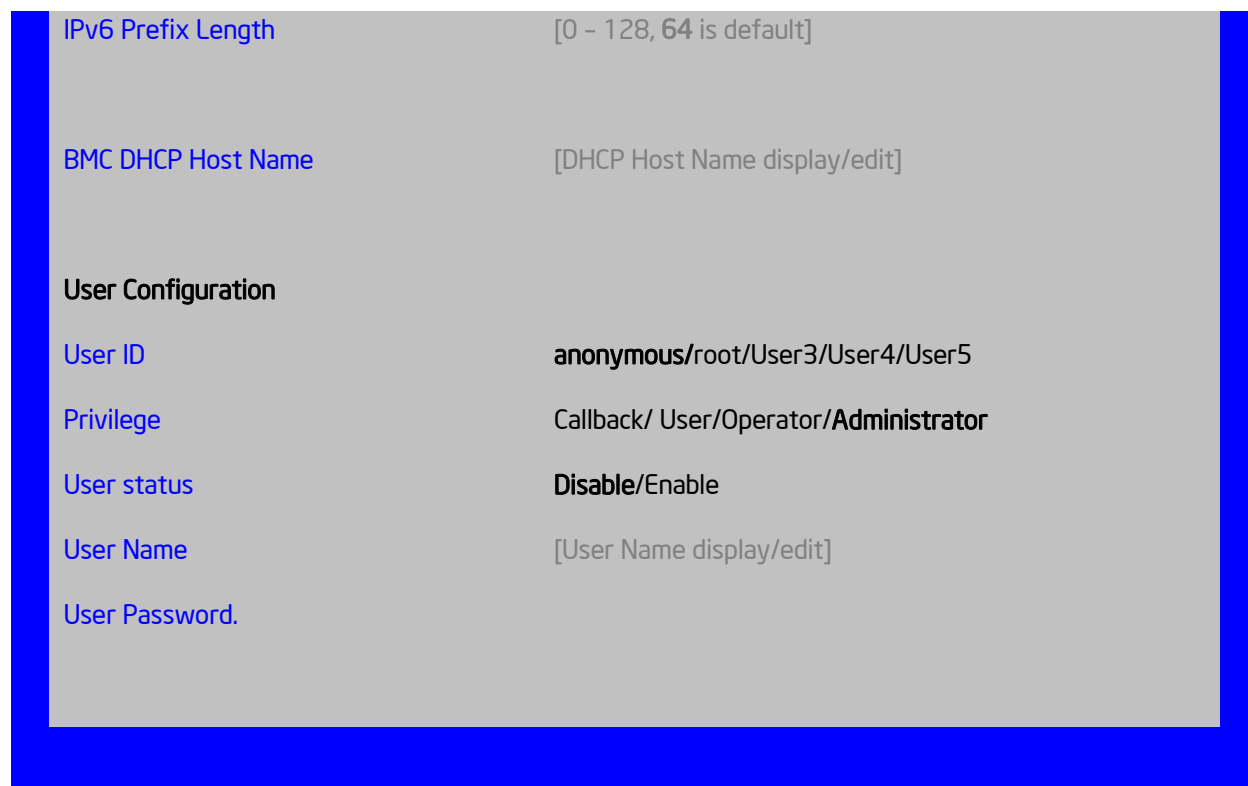 IPv6 Prefix Length [0 – 128, 64 is default]
BMC DHCP Host Name [DHCP Host Name display/edit]
User Configuration
User ID anonymous/root/User3/User4/User5
Privilege Callback/ User/Operator/Administrator
User status Disable/Enable
User Name [User Name display/edit]
User Password.